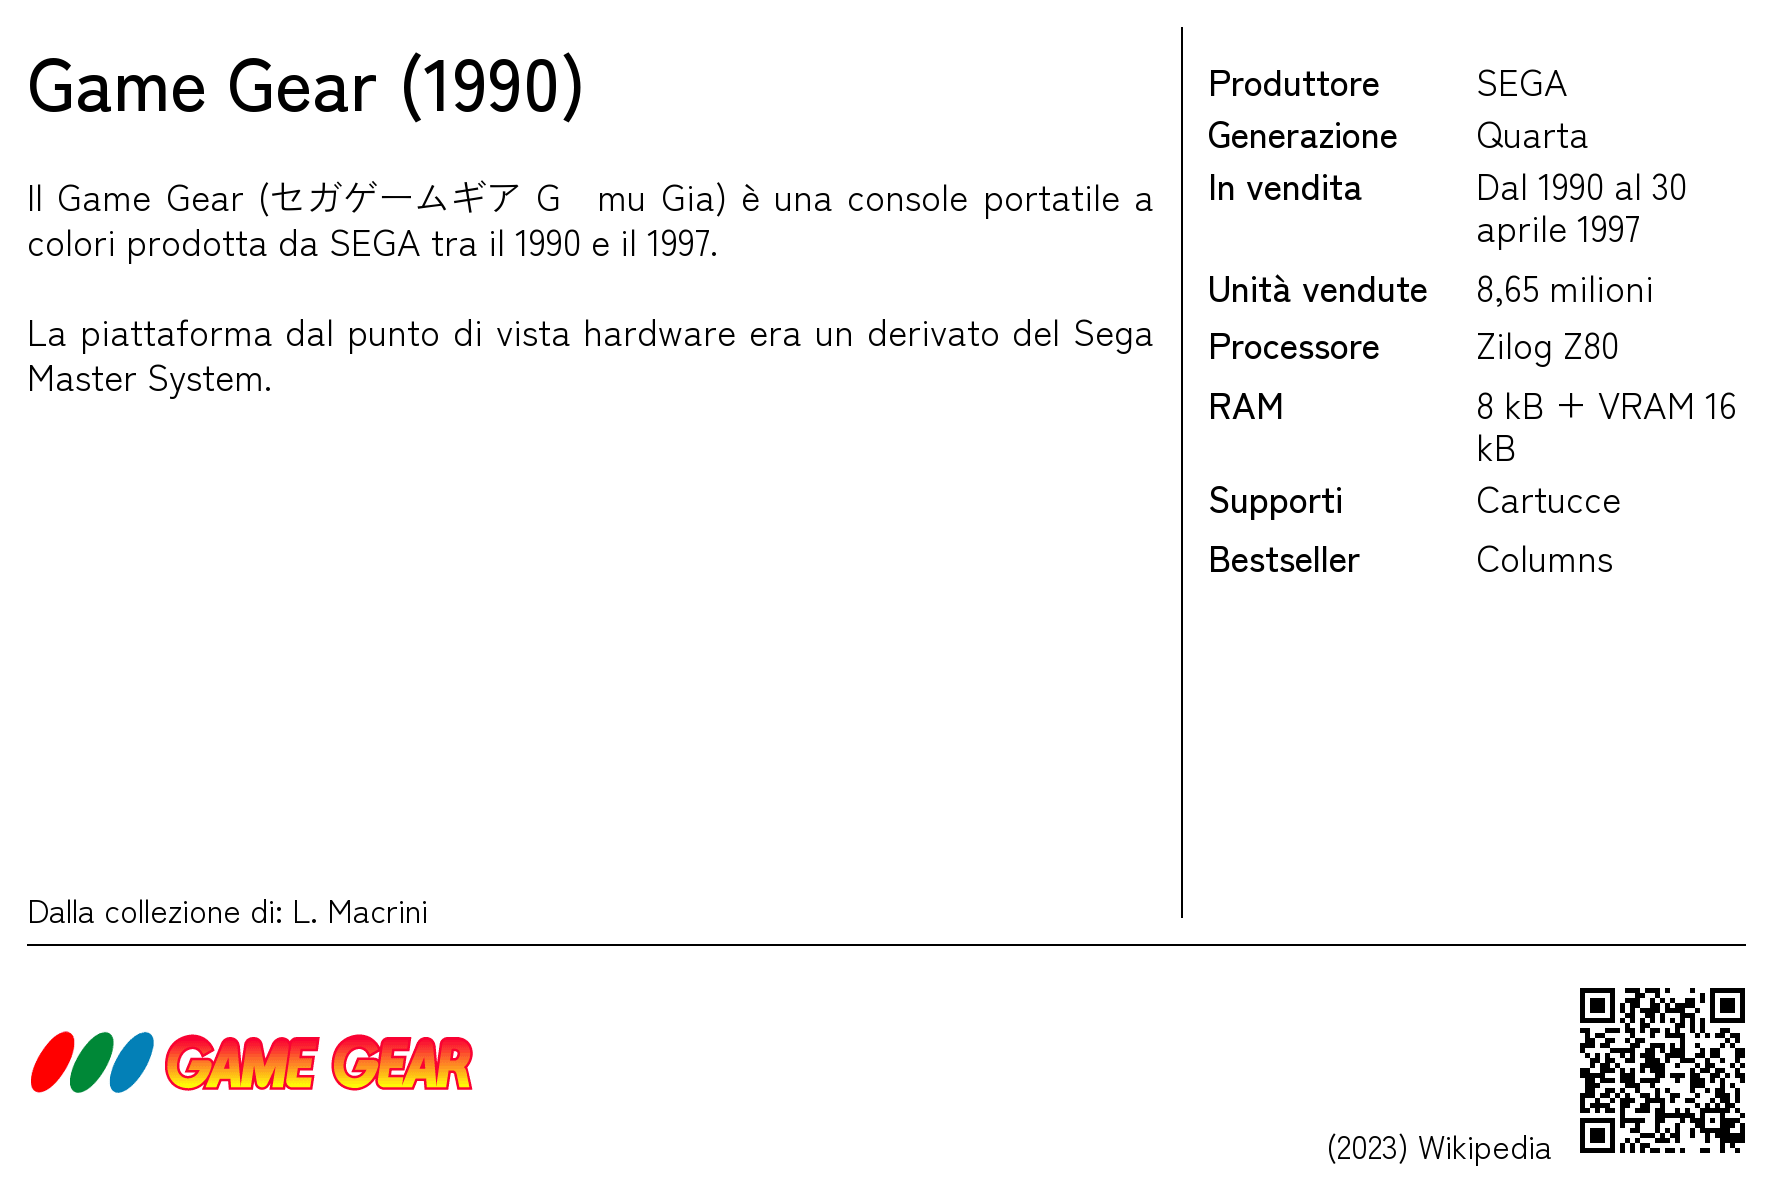 Game Gear (1990)
Il Game Gear (セガゲームギア G mu Gia) è una console portatile a
colori prodotta da SEGA tra il 1990 e il 1997.
La piattaforma dal punto di vista hardware era un derivato del Sega
Master System.
Dalla collezione di: L. Macrini
Produttore SEGA
Generazione Quarta
In vendita Dal 1990 al 30
aprile 1997
Unità vendute 8,65 milioni
Processore Zilog Z80
RAM 8 kB + VRAM 16
kB
Supporti Cartucce
Bestseller Columns
GAME GEAR
(2023) Wikipedia